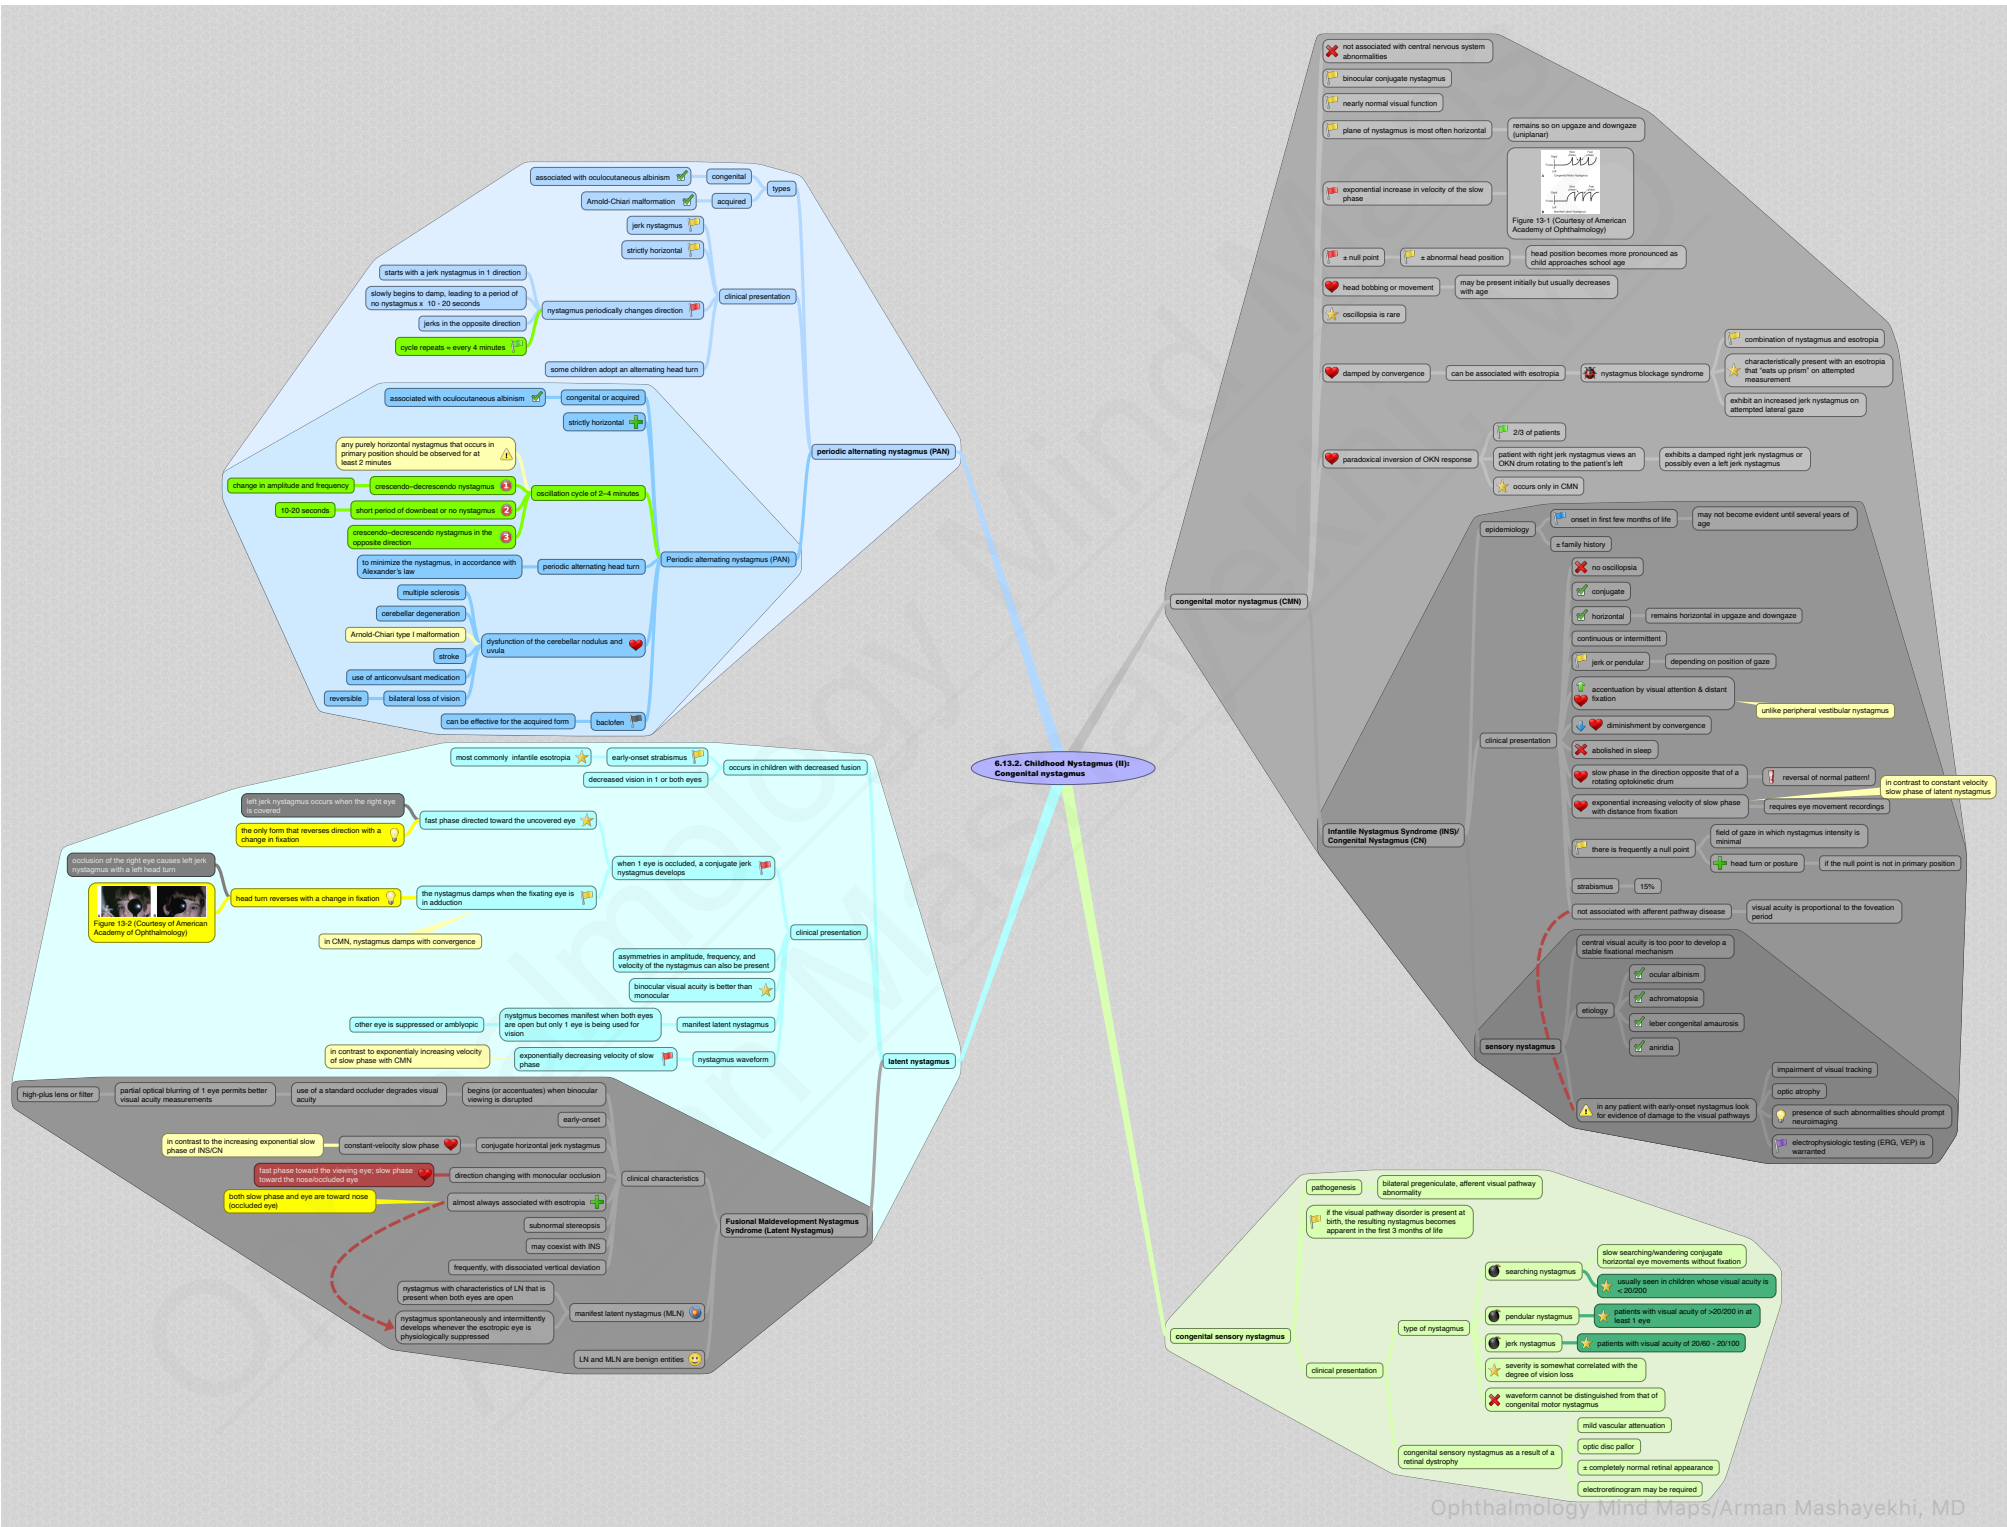 6.13.2. Childhood Nystagmus (II):
Congenital nystagmus
periodic alternating nystagmus (PAN)
types
congenital
associated with oculocutaneous albinism
acquired
Arnold-Chiari malformation
clinical presentation
jerk nystagmus
strictly horizontal
nystagmus periodically changes direction
starts with a jerk nystagmus in 1 direction
slowly begins to damp, leading to a period of
no nystagmus x 10 - 20 seconds
jerks in the opposite direction
cycle repeats ≈ every 4 minutes
some children adopt an alternating head turn
Periodic alternating nystagmus (PAN)
congenital or acquired
associated with oculocutaneous albinism
strictly horizontal
oscillation cycle of 2–4 minutes
any purely horizontal nystagmus that occurs in
primary position should be observed for at
least 2 minutes
1
crescendo–decrescendo nystagmus
change in amplitude and frequency
2
short period of downbeat or no nystagmus
10-20 seconds
3
crescendo–decrescendo nystagmus in the
opposite direction
periodic alternating head turn
to minimize the nystagmus, in accordance with
Alexander's law
dysfunction of the cerebellar nodulus and
uvula
multiple sclerosis
cerebellar degeneration
Arnold-Chiari type I malformation
stroke
use of anticonvulsant medication
bilateral loss of vision
reversible
baclofen
can be effective for the acquired form
latent nystagmus
occurs in children with decreased fusion
early-onset strabismus
most commonly infantile esotropia
decreased vision in 1 or both eyes
clinical presentation
when 1 eye is occluded, a conjugate jerk
nystagmus develops
fast phase directed toward the uncovered eye
left jerk nystagmus occurs when the right eye
is covered
the only form that reverses direction with a
change in fixation
the nystagmus damps when the fixating eye is
in adduction
head turn reverses with a change in fixation
occlusion of the right eye causes left jerk
nystagmus with a left head turn
Figure 13-2 (Courtesy of American
Academy of Ophthalmology)
in CMN, nystagmus damps with convergence
asymmetries in amplitude, frequency, and
velocity of the nystagmus can also be present
binocular visual acuity is better than
monocular
manifest latent nystagmus
nystgmus becomes manifest when both eyes
are open but only 1 eye is being used for
vision
other eye is suppressed or amblyopic
nystagmus waveform
exponentially decreasing velocity of slow
phase
in contrast to exponentialy increasing velocity
of slow phase with CMN
Fusional Maldevelopment Nystagmus
Syndrome (Latent Nystagmus)
clinical characteristics
begins (or accentuates) when binocular
viewing is disrupted
use of a standard occluder degrades visual
acuity
partial optical blurring of 1 eye permits better
visual acuity measurements
high-plus lens or filter
early-onset
conjugate horizontal jerk nystagmus
constant-velocity slow phase
in contrast to the increasing exponential slow
phase of INS/CN
direction changing with monocular occlusion
fast phase toward the viewing eye; slow phase
toward the nose/occluded eye
almost always associated with esotropia
both slow phase and eye are toward nose
(occluded eye)
subnormal stereopsis
may coexist with INS
frequently, with dissociated vertical deviation
manifest latent nystagmus (MLN)
nystagmus with characteristics of LN that is
present when both eyes are open
nystagmus spontaneously and intermittently
develops whenever the esotropic eye is
physiologically suppressed
LN and MLN are benign entities
congenital motor nystagmus (CMN)
not associated with central nervous system
abnormalities
binocular conjugate nystagmus
nearly normal visual function
plane of nystagmus is most often horizontal
remains so on upgaze and downgaze
(uniplanar)
exponential increase in velocity of the slow
phase
Figure 13-1 (Courtesy of American
Academy of Ophthalmology)
± null point
± abnormal head position
head position becomes more pronounced as
child approaches school age
head bobbing or movement
may be present initially but usually decreases
with age
oscillopsia is rare
damped by convergence
can be associated with esotropia
nystagmus blockage syndrome
combination of nystagmus and esotropia
characteristically present with an esotropia
that “eats up prism” on attempted
measurement
exhibit an increased jerk nystagmus on
attempted lateral gaze
paradoxical inversion of OKN response
2/3 of patients
patient with right jerk nystagmus views an
OKN drum rotating to the patient's left
exhibits a damped right jerk nystagmus or
possibly even a left jerk nystagmus
occurs only in CMN
Infantile Nystagmus Syndrome (INS)/
Congenital Nystagmus (CN)
epidemiology
onset in first few months of life
may not become evident until several years of
age
± family history
clinical presentation
no oscillopsia
conjugate
horizontal
remains horizontal in upgaze and downgaze
continuous or intermittent
jerk or pendular
depending on position of gaze
accentuation by visual attention & distant
fixation
unlike peripheral vestibular nystagmus
diminishment by convergence
abolished in sleep
slow phase in the direction opposite that of a
rotating optokinetic drum
reversal of normal pattern!
exponential increasing velocity of slow phase
with distance from fixation
in contrast to constant velocity
slow phase of latent nystagmus
requires eye movement recordings
there is frequently a null point
field of gaze in which nystagmus intensity is
minimal
head turn or posture
if the null point is not in primary position
strabismus
15%
not associated with afferent pathway disease
visual acuity is proportional to the foveation
period
sensory nystagmus
central visual acuity is too poor to develop a
stable fixational mechanism
etiology
ocular albinism
achromatopsia
leber congenital amaurosis
aniridia
in any patient with early-onset nystagmus look
for evidence of damage to the visual pathways
impairment of visual tracking
optic atrophy
presence of such abnormalities should prompt
neuroimaging
electrophysiologic testing (ERG, VEP) is
warranted
congenital sensory nystagmus
pathogenesis
bilateral pregeniculate, afferent visual pathway
abnormality
if the visual pathway disorder is present at
birth, the resulting nystagmus becomes
apparent in the first 3 months of life
clinical presentation
type of nystagmus
searching nystagmus
slow searching/wandering conjugate
horizontal eye movements without fixation
usually seen in children whose visual acuity is
< 20/200
pendular nystagmus
patients with visual acuity of >20/200 in at
least 1 eye
jerk nystagmus
patients with visual acuity of 20/60 - 20/100
severity is somewhat correlated with the
degree of vision loss
waveform cannot be distinguished from that of
congenital motor nystagmus
congenital sensory nystagmus as a result of a
retinal dystrophy
mild vascular attenuation
optic disc pallor
± completely normal retinal appearance
electroretinogram may be required
Ophthalmology Mind Maps/Arman Mashayekhi, MD